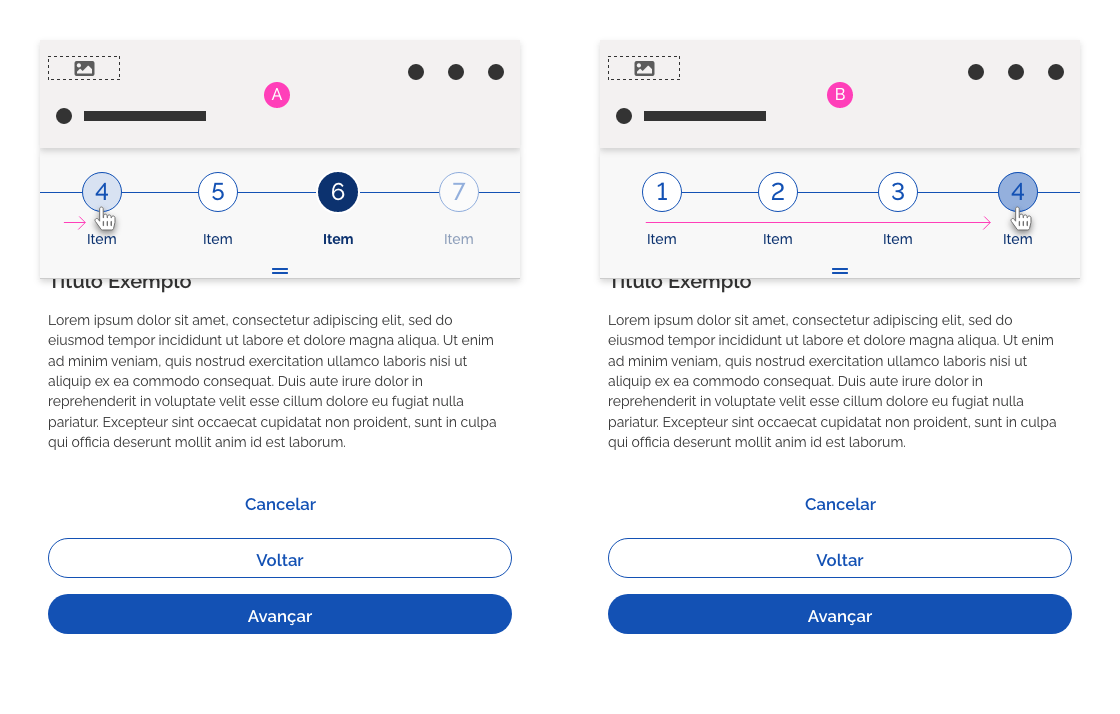 A
4 5 6 7
Item Item Item Item
Título Exemplo
Lorem ipsum dolor sit amet, consectetur adipiscing elit, sed do
eiusmod tempor incididunt ut labore et dolore magna aliqua. Ut enim
ad minim veniam, quis nostrud exercitation ullamco laboris nisi ut
aliquip ex ea commodo consequat. Duis aute irure dolor in
reprehenderit in voluptate velit esse cillum dolore eu fugiat nulla
pariatur. Excepteur sint occaecat cupidatat non proident, sunt in culpa
qui officia deserunt mollit anim id est laborum.
Cancelar
Voltar
Avançar
B
1 2 3 4
Item Item Item Item
Título Exemplo
Lorem ipsum dolor sit amet, consectetur adipiscing elit, sed do
eiusmod tempor incididunt ut labore et dolore magna aliqua. Ut enim
ad minim veniam, quis nostrud exercitation ullamco laboris nisi ut
aliquip ex ea commodo consequat. Duis aute irure dolor in
reprehenderit in voluptate velit esse cillum dolore eu fugiat nulla
pariatur. Excepteur sint occaecat cupidatat non proident, sunt in culpa
qui officia deserunt mollit anim id est laborum.
Cancelar
Voltar
Avançar